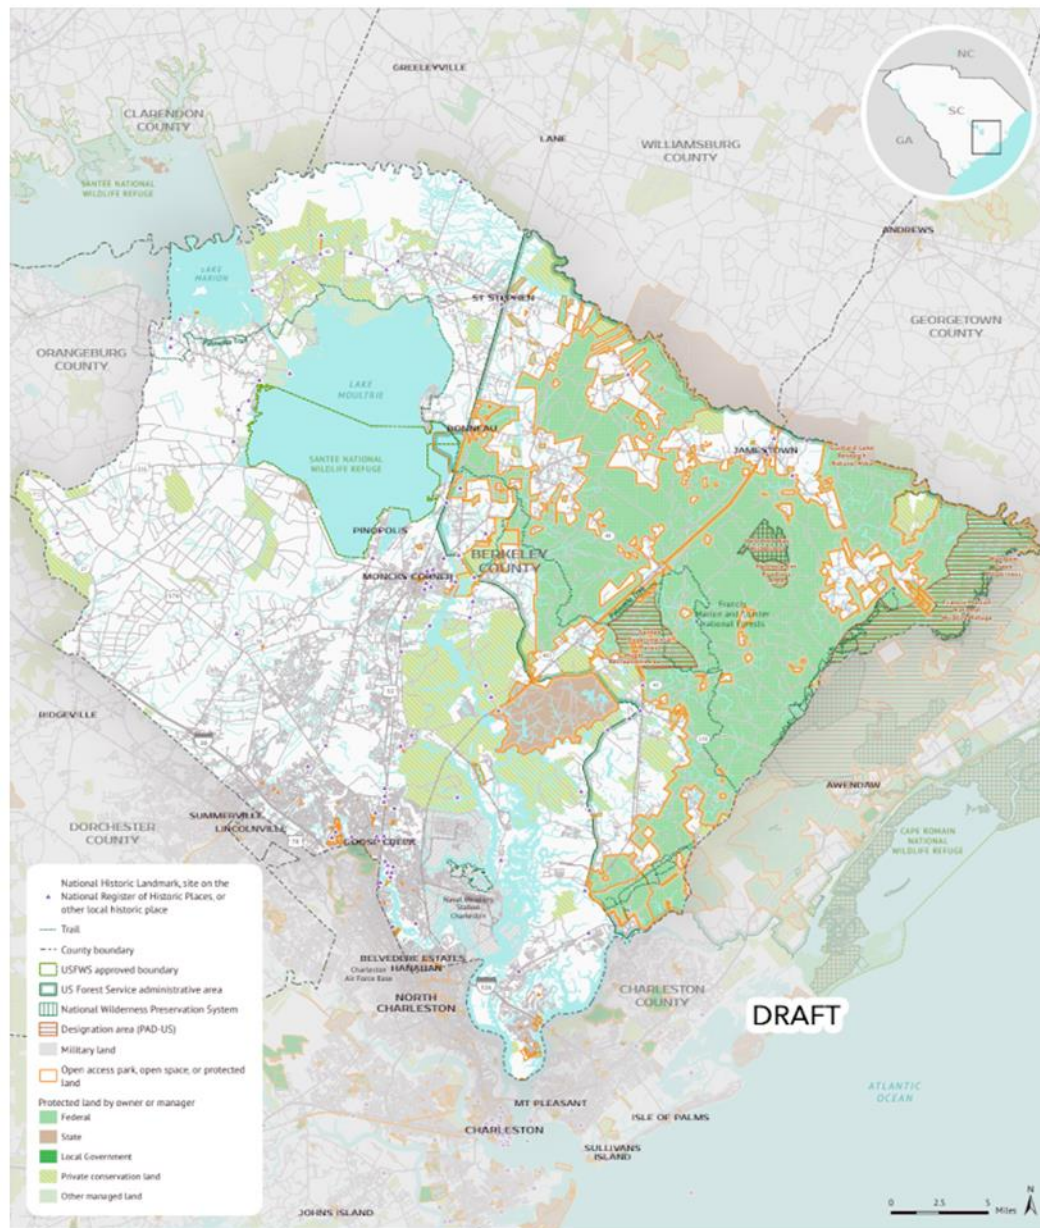 NC
SC
GA
GREELEYVILLE
CLARENDON
COUNTY
LANE
WILLIAMSBURG
COUNTY
SANTEE NATIONAL
WILDLIFE REFUGE
ANDREWS
LAKE
MARION
ST STEPHEN
GEORGETOWN
COUNTY
ORANGEBURG
COUNTY
LAKE
MOULTRIE
BONNEAU
JAMESTOWN
SANTEE NATIONAL
WILDLIFE REFUGE
PINOPOLIS
BERKELEY
COUNTY
MONCKS CORNER
Francis
Marion and Sumter
National Forests
RIDGEVILLE
AWENDAW
SUMMERVILLE
LINCOLNVILLE
DORCHESTER
COUNTY
GOOSE CREEK
CAPE ROMAIN
NATIONAL
WILDLIFE REFUGE
Naval Weapons
Station
Charleston
BELVEDERE ESTATES
HANAHAN
Charleston
Air Force Base
NORTH
CHARLESTON
CHARLESTON
COUNTY
DRAFT
ATLANTIC
OCEAN
MT PLEASANT
ISLE OF PALMS
CHARLESTON
SULLIVANS
ISLAND
JOHNS ISLAND
National Historic Landmark, site on the
National Register of Historic Places, or
other local historic place
Trail
County boundary
USFWS approved boundary
US Forest Service administrative area
National Wilderness Preservation System
Designation area (PAD-US)
Military land
Open access park, open space, or protected
land
Protected land by owner or manager
Federal
State
Local Government
Private conservation land
Other managed land
0 2.5 5
Miles
N